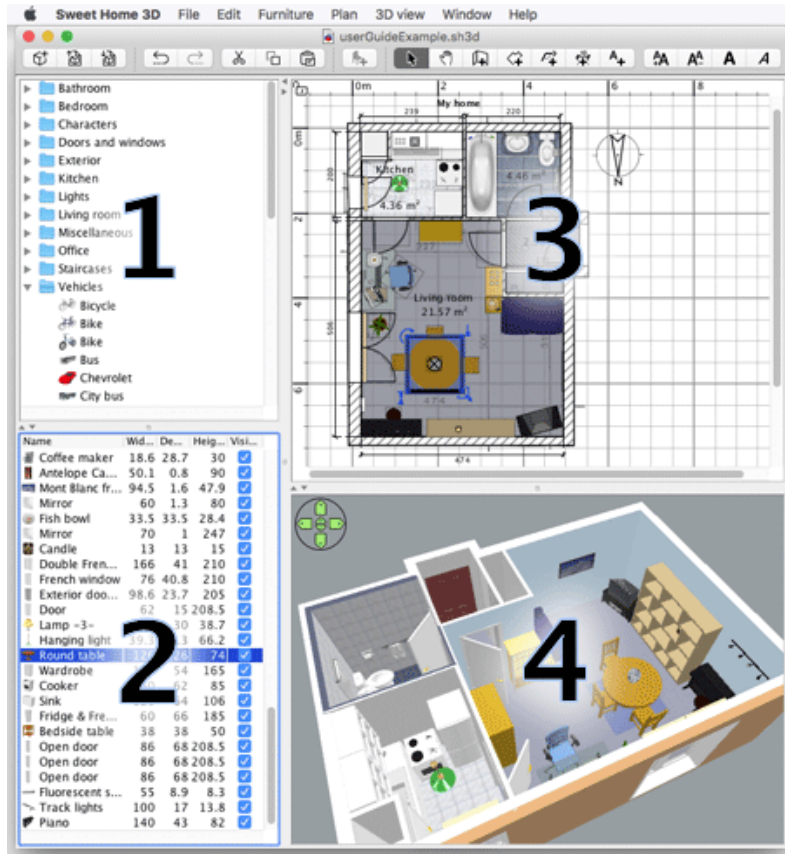 Sweet Home 3D File Edit Furniture Plan 3D view Window Help
userGuideExample.sh3d
Bathroom
Bedroom
Characters
Doors and windows
Exterior
Kitchen
Lights
Living room
Miscellaneous
Office
Staircases
Vehicles
Bicycle
Bike
Bike
Bus
Chevrolet
City bus
1
Name Wid... De... Heig... Visi...
Coffee maker 18.6 28.7 30
Antelope Ca... 50.1 0.8 90
Mont Blanc fr... 94.5 1.6 47.9
Mirror 60 1.3 80
Fish bowl 33.5 33.5 28.4
Mirror 70 1 247
Candle 13 13 15
Double Fren... 166 41 210
French window 76 40.8 210
Exterior doo... 98.6 23.7 205
Door 62 15 208.5
Lamp -3- 30 38.7
Hanging light 39.3 66.2
Round table 74
Wardrobe 54 165
Cooker 62 85
Sink 106
Fridge & Fre... 60 66 185
Bedside table 38 38 50
Open door 86 68 208.5
Open door 86 68 208.5
Open door 86 68 208.5
Fluorescent s... 55 8.9 8.3
Track lights 100 17 13.8
Piano 140 43 82
2
0m 2 4 6 8
My home
239 220
0m
200
Kitchen
4.36 m²
4.46 m²
N
2
3
4
Living room
21.57 m²
506
6
474
474
4